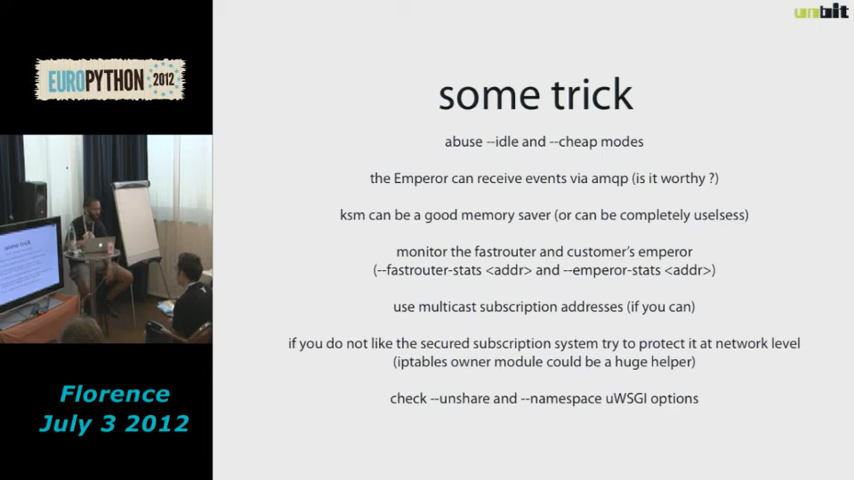 unbit
EUROPYTHON 2012
some trick
abuse --idle and --cheap modes
the Emperor can receive events via amqp (is it worthy ?)
ksm can be a good memory saver (or can be completely uselsess)
monitor the fastrouter and customer's emperor
(--fastrouter-stats <addr> and --emperor-stats <addr>)
use multicast subscription addresses (if you can)
if you do not like the secured subscription system try to protect it at network level
(iptables owner module could be a huge helper)
check --unshare and --namespace uWSGI options
some trick
Florence
July 3 2012